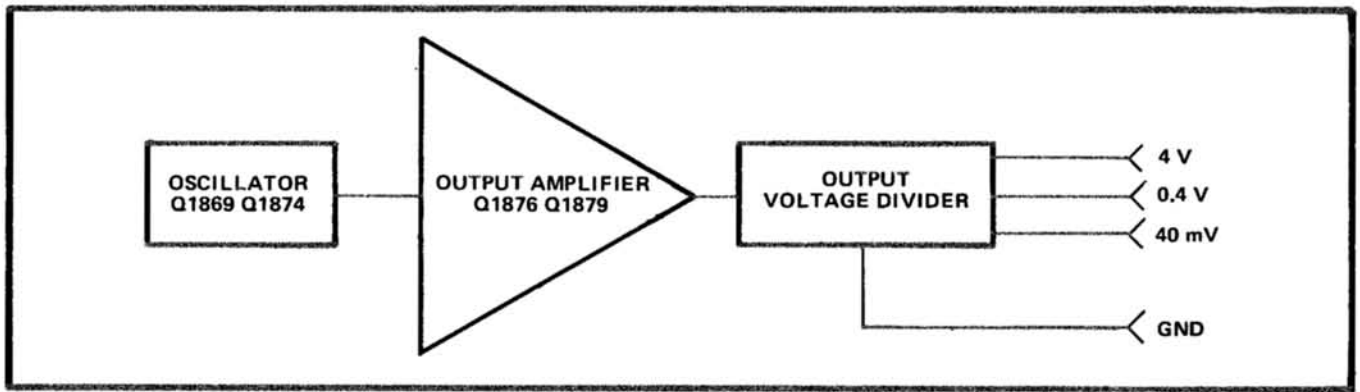 OSCILLATOR
Q1869 Q1874
OUTPUT AMPLIFIER
Q1876 Q1879
OUTPUT
VOLTAGE DIVIDER
4 V
0.4 V
40 mV
GND